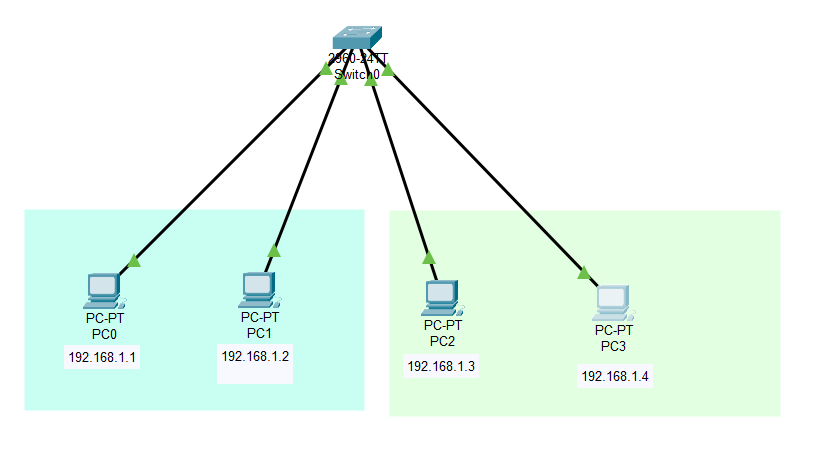 2960-24TT
Switch0
PC-PT
PC0
192.168.1.1
PC-PT
PC1
192.168.1.2
PC-PT
PC2
192.168.1.3
PC-PT
PC3
192.168.1.4